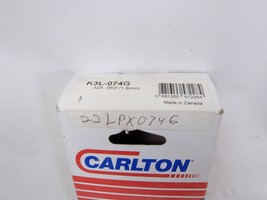 K3L-074G
.325 .063"/1.6mm
Made in Canada
22LPX074G
CARLTON